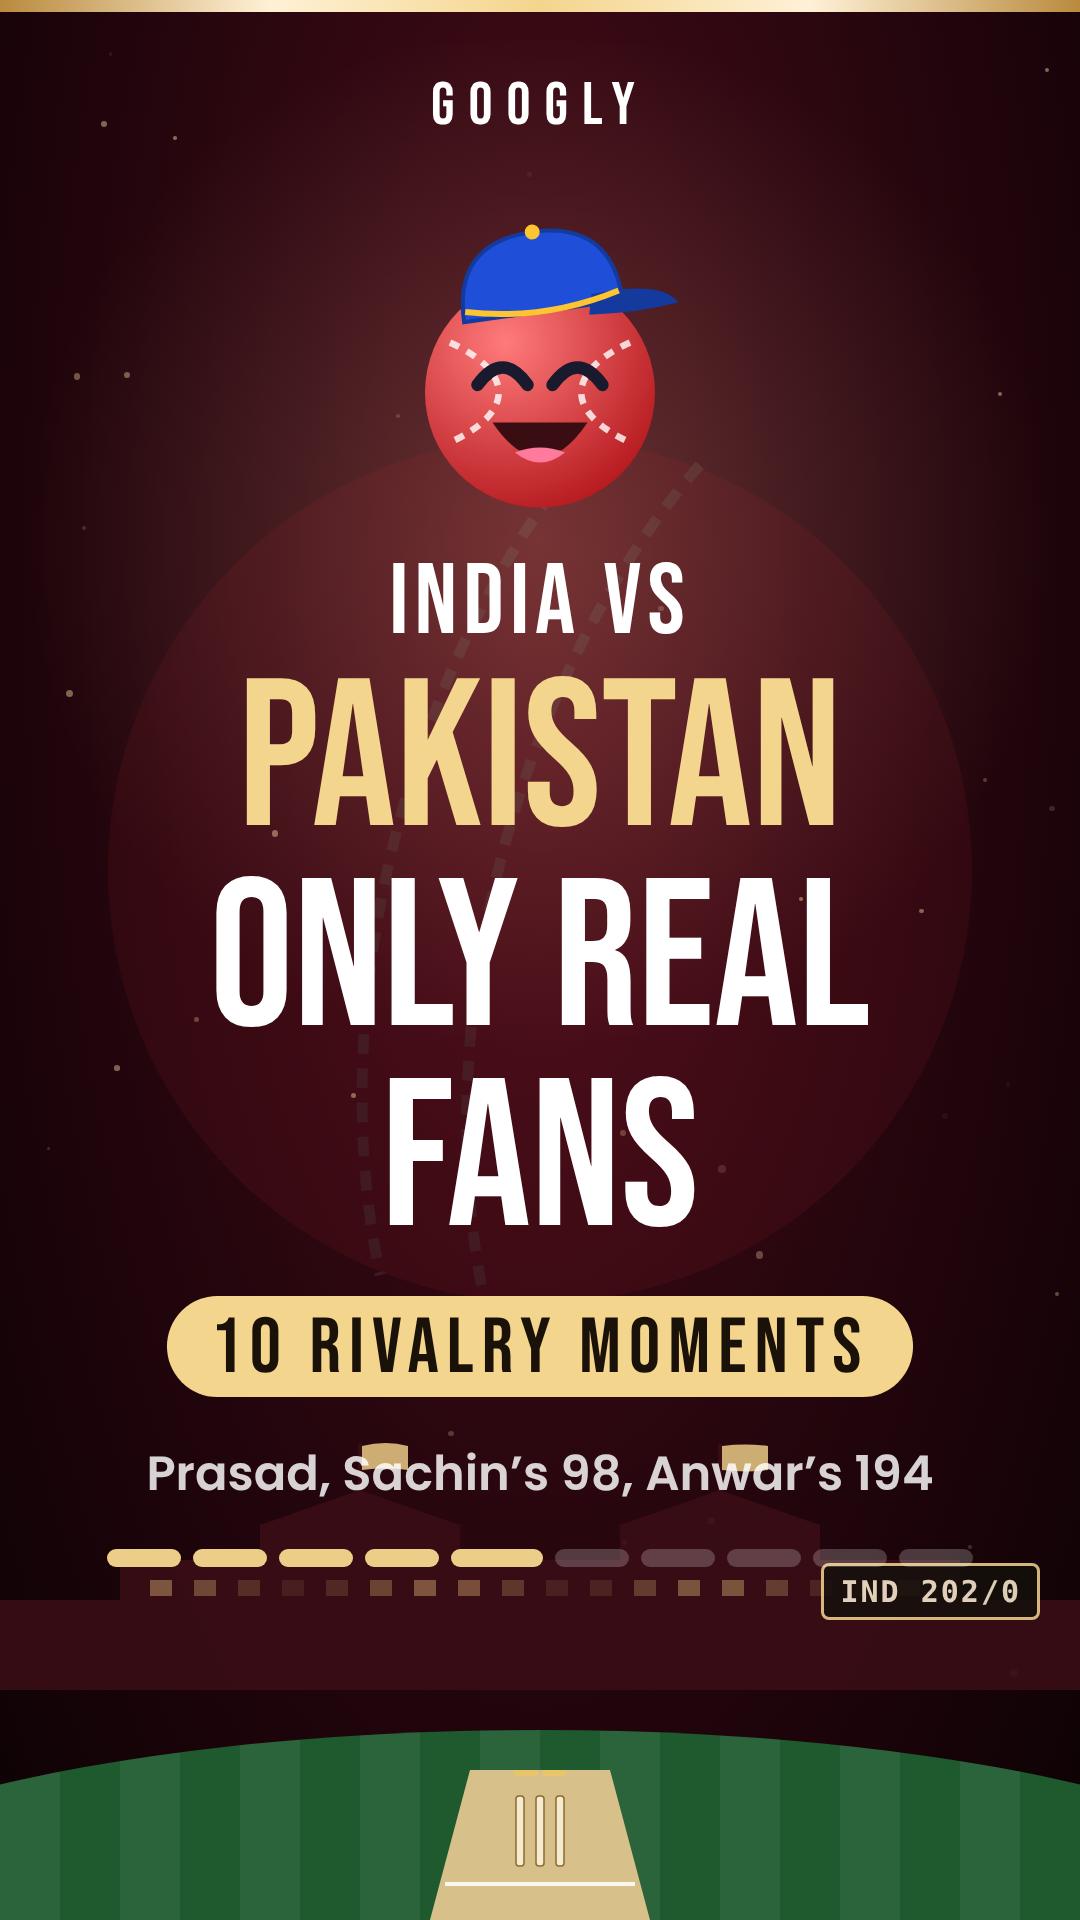 GOOGLY
INDIA VS
PAKISTAN
ONLY REAL
FANS
10 RIVALRY MOMENTS
Prasad, Sachin’s 98, Anwar’s 194
IND 202/0